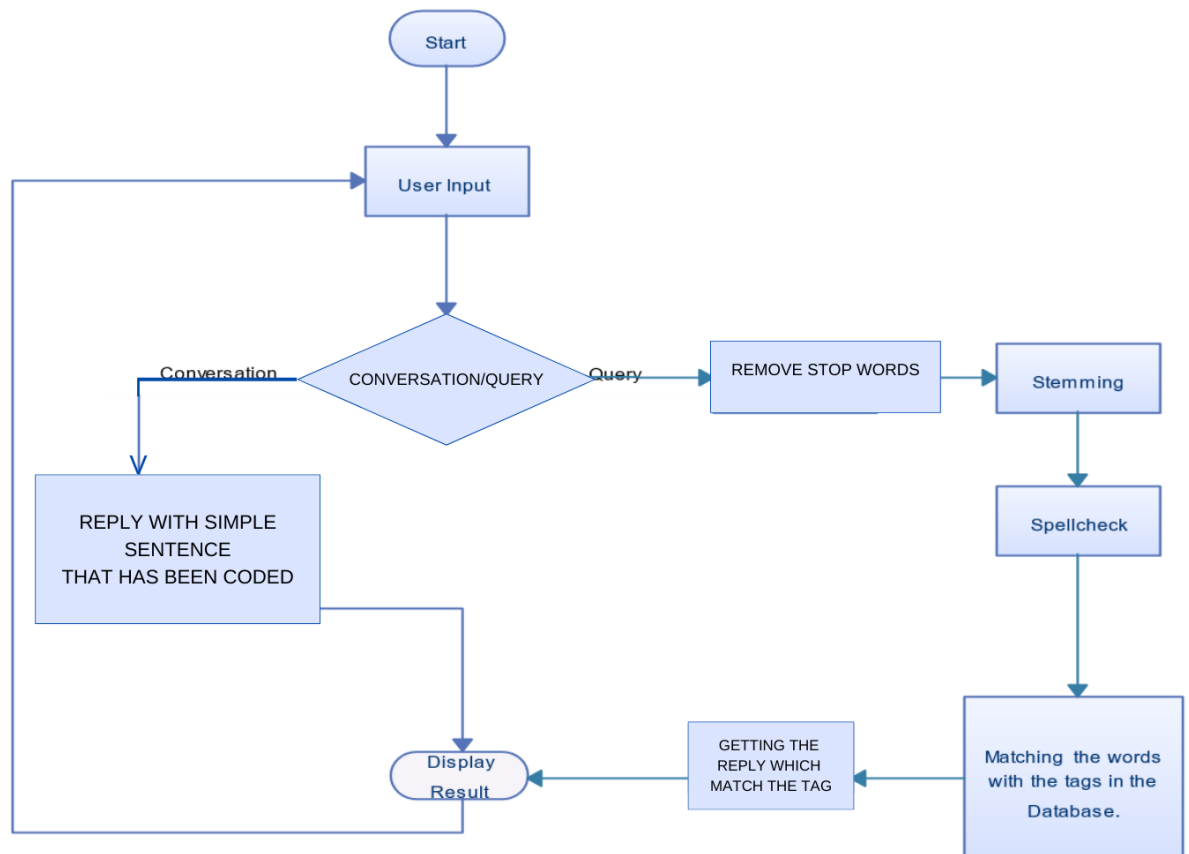 Start
User Input
Conversation
CONVERSATION/QUERY
Query
REMOVE STOP WORDS
Stemming
Spellcheck
REPLY WITH SIMPLE
SENTENCE
THAT HAS BEEN CODED
Matching the words
with the tags in the
Database.
GETTING THE
REPLY WHICH
MATCH THE TAG
Display
Result